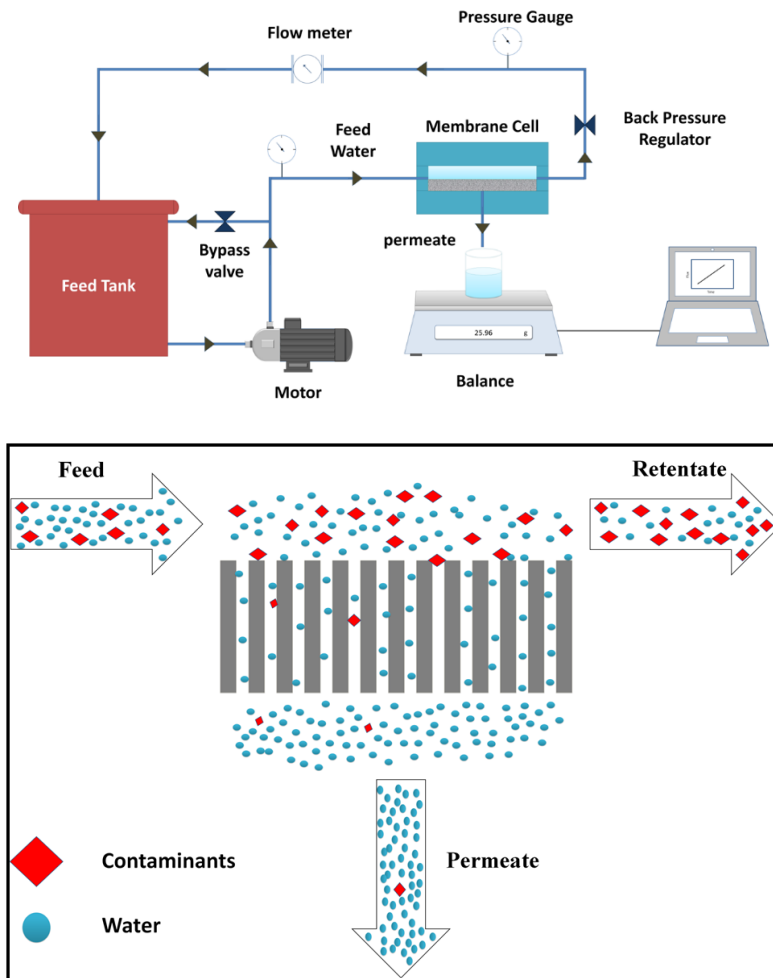 Pressure Gauge
Flow meter
Feed
Water
Membrane Cell
Back Pressure
Regulator
permeate
Bypass
valve
Feed Tank
25.96 g
Motor
Balance
Feed
Retentate
Contaminants
Permeate
Water